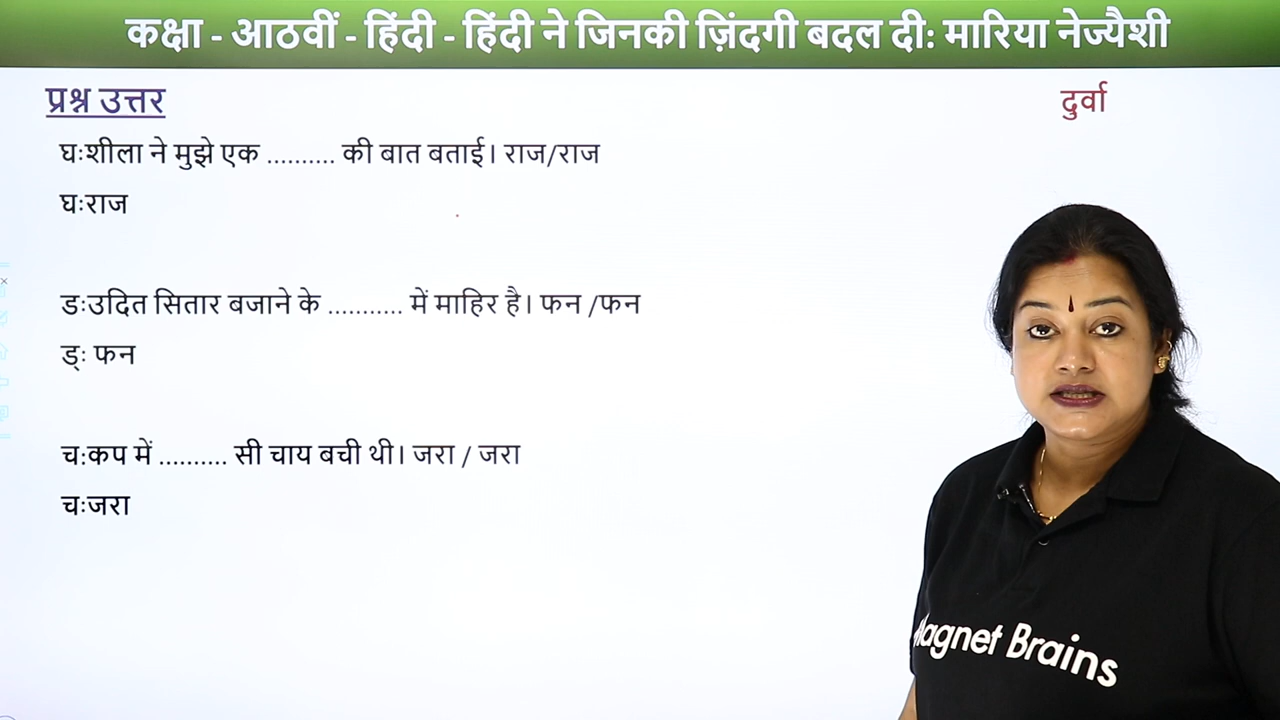 कक्षा - आठवीं - हिंदी - हिंदी ने जिनकी ज़िंदगी बदल दी: मारिया नेज्यैशी
प्रश्न उत्तर
दुर्वा
घःशीला ने मुझे एक .......... की बात बताई। राज/राज
घःराज
डःउदित सितार बजाने के ........... में माहिर है। फन /फन
ड्ः फन
च:कप में .......... सी चाय बची थी। जरा / जरा
चःजरा
Magnet Brains